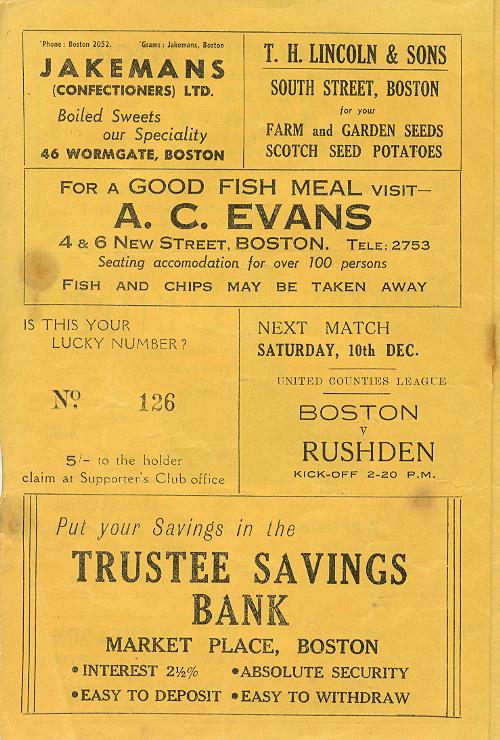 'Phone: Boston 2052. 'Grams: Jakemans, Boston
JAKEMANS
(CONFECTIONERS) LTD.
Boiled Sweets
our Speciality
46 WORMGATE, BOSTON
T. H. LINCOLN & SONS
SOUTH STREET, BOSTON
for your
FARM and GARDEN SEEDS
SCOTCH SEED POTATOES
FOR A GOOD FISH MEAL VISIT—
A. C. EVANS
4 & 6 NEW STREET, BOSTON. TELE: 2753
Seating accomodation for over 100 persons
FISH AND CHIPS MAY BE TAKEN AWAY
IS THIS YOUR
LUCKY NUMBER?
No 126
5/- to the holder
claim at Supporter's Club office
NEXT MATCH
SATURDAY, 10th DEC.
UNITED COUNTIES LEAGUE
BOSTON
v
RUSHDEN
KICK-OFF 2-20 P.M.
Put your Savings in the
TRUSTEE SAVINGS
BANK
MARKET PLACE, BOSTON
• INTEREST 2½% • ABSOLUTE SECURITY
• EASY TO DEPOSIT • EASY TO WITHDRAW